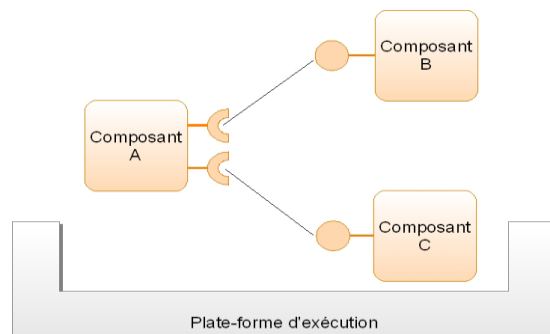 Composant
B
Composant
A
Composant
C
Plate-forme d'exécution